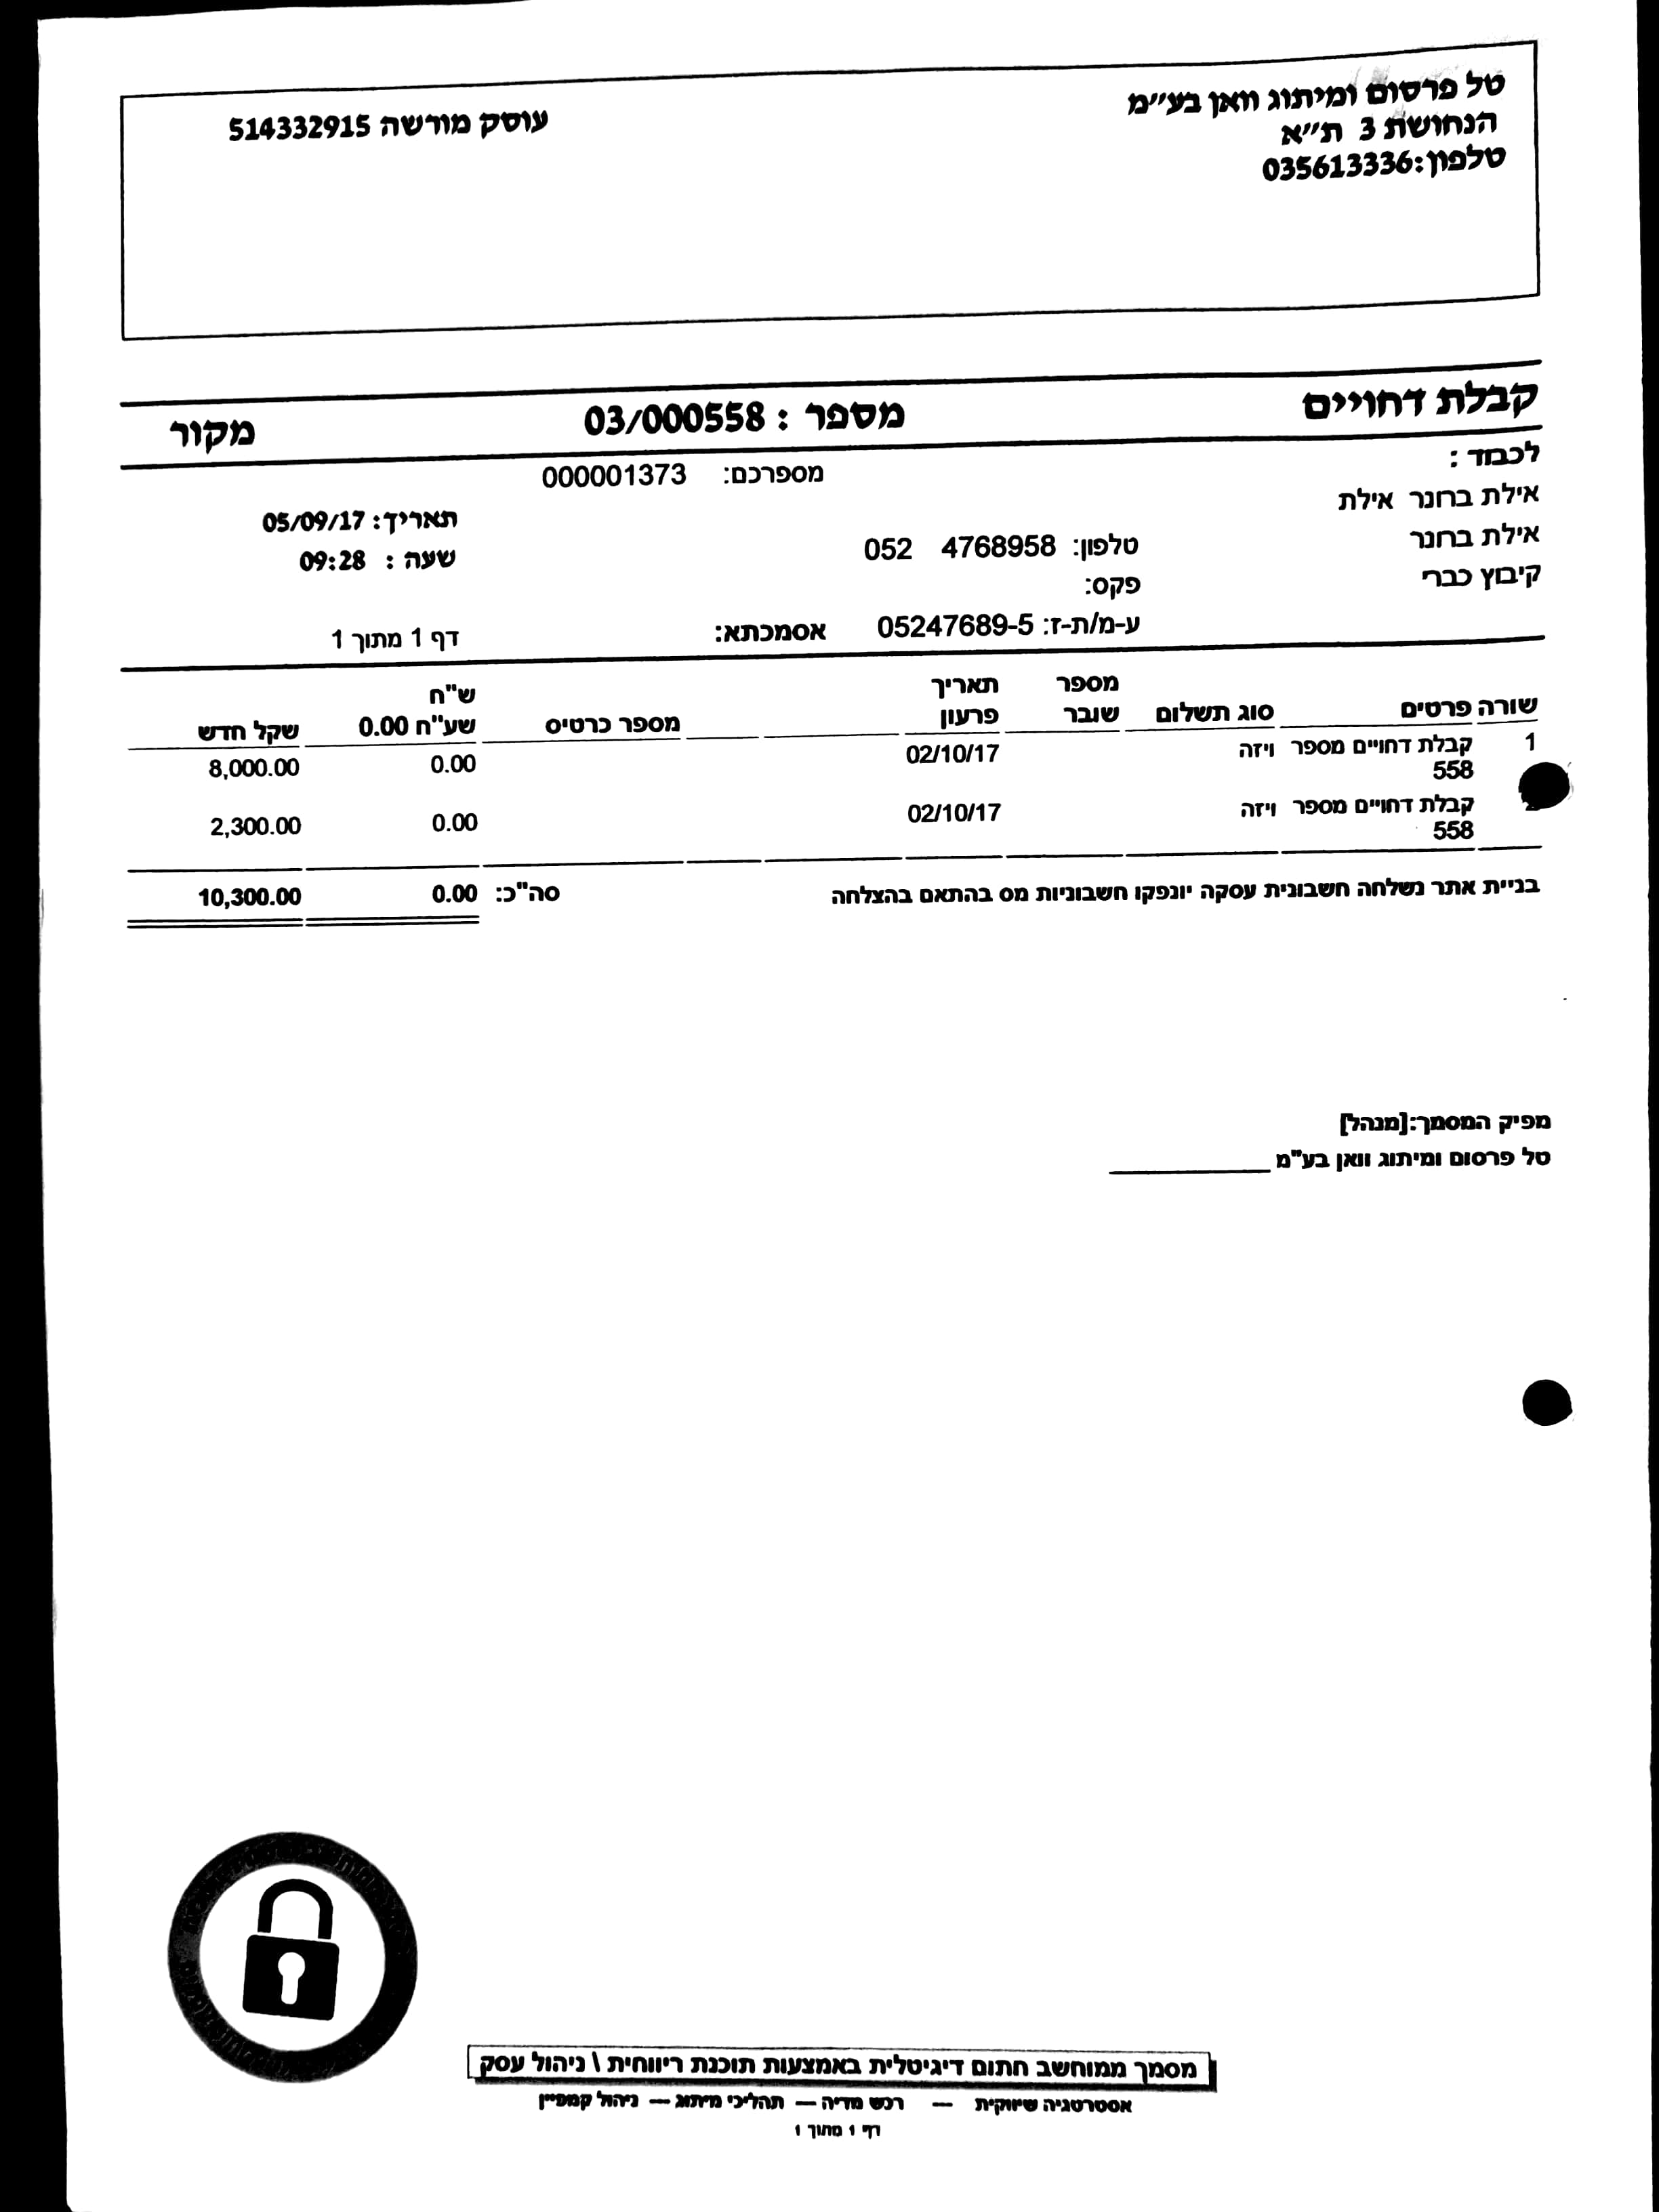 טל פרסום ומיתוג וואן בע״מ
הנחושת 3 ת״א
טלפון:035613336
עוסק מורשה 514332915
קבלת דחויים
מספר : 03/000558
מקור
לכבוד :
מספרכם: 000001373
אילת ברונר אילת
תאריך: 05/09/17
אילת ברונר
טלפון: 052 4768958
שעה : 09:28
קיבוץ כברי
פקס:
ע-מ/ת-ז: 05247689-5
אסמכתא:
דף 1 מתוך 1
שורה פרטים סוג תשלום מספר שובר תאריך פרעון מספר כרטיס ש"ח שע"ח 0.00 שקל חדש
1 קבלת דחויים מספר ויזה 02/10/17 0.00 8,000.00
558
קבלת דחויים מספר ויזה 02/10/17 0.00 2,300.00
558
בניית אתר נשלחה חשבונית עסקה יונפקו חשבוניות מס בהתאם בהצלחה סה"כ: 0.00 10,300.00
מפיק המסמך:[מנהל]
טל פרסום ומיתוג וואן בע"מ
מסמך ממוחשב חתום דיגיטלית באמצעות תוכנת ריווחית \ ניהול עסק
אסטרטגיה שיווקית — רכש מדיה — תהליכי מיתוג — ניהול קמפיין
דף 1 מתוך 1